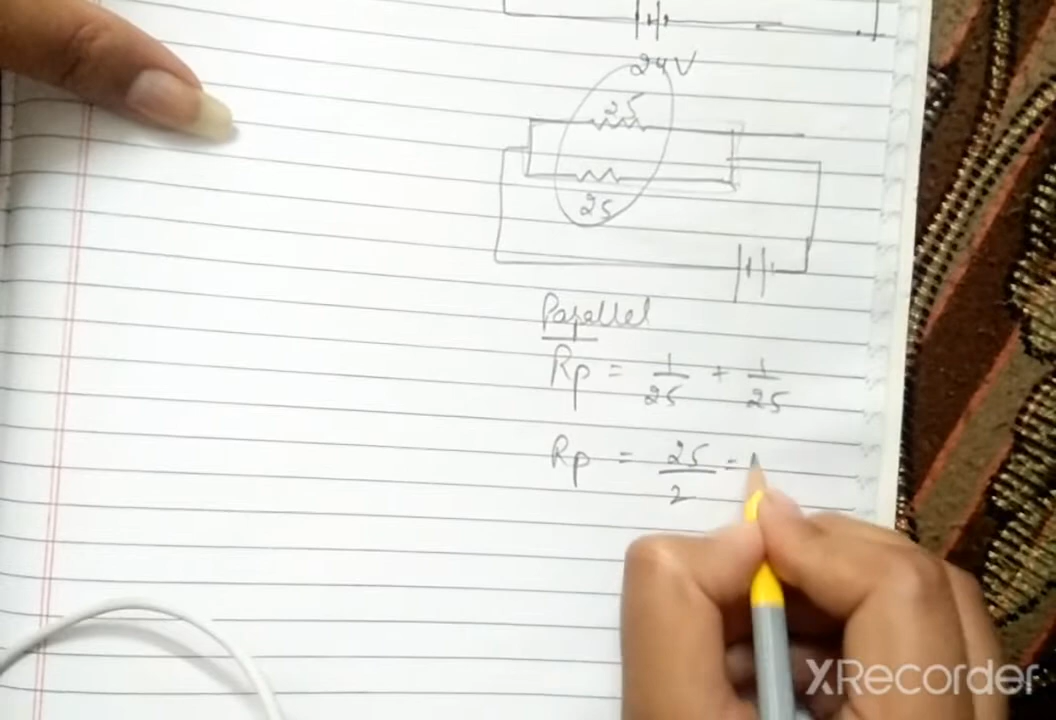 24V
25
25
Parallel
Rp = 1/25 + 1/25
Rp = 25/2 =
XRecorder